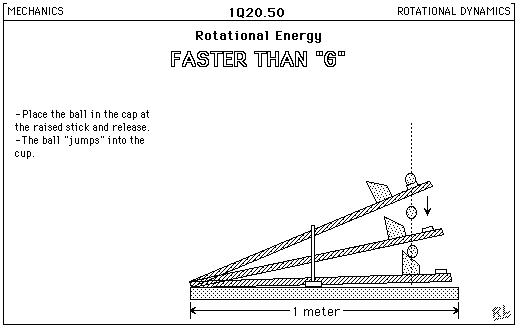 MECHANICS
1Q20.50
ROTATIONAL DYNAMICS
Rotational Energy
FASTER THAN "G"
-Place the ball in the cap at
the raised stick and release.
-The ball "jumps" into the
cup.
1 meter